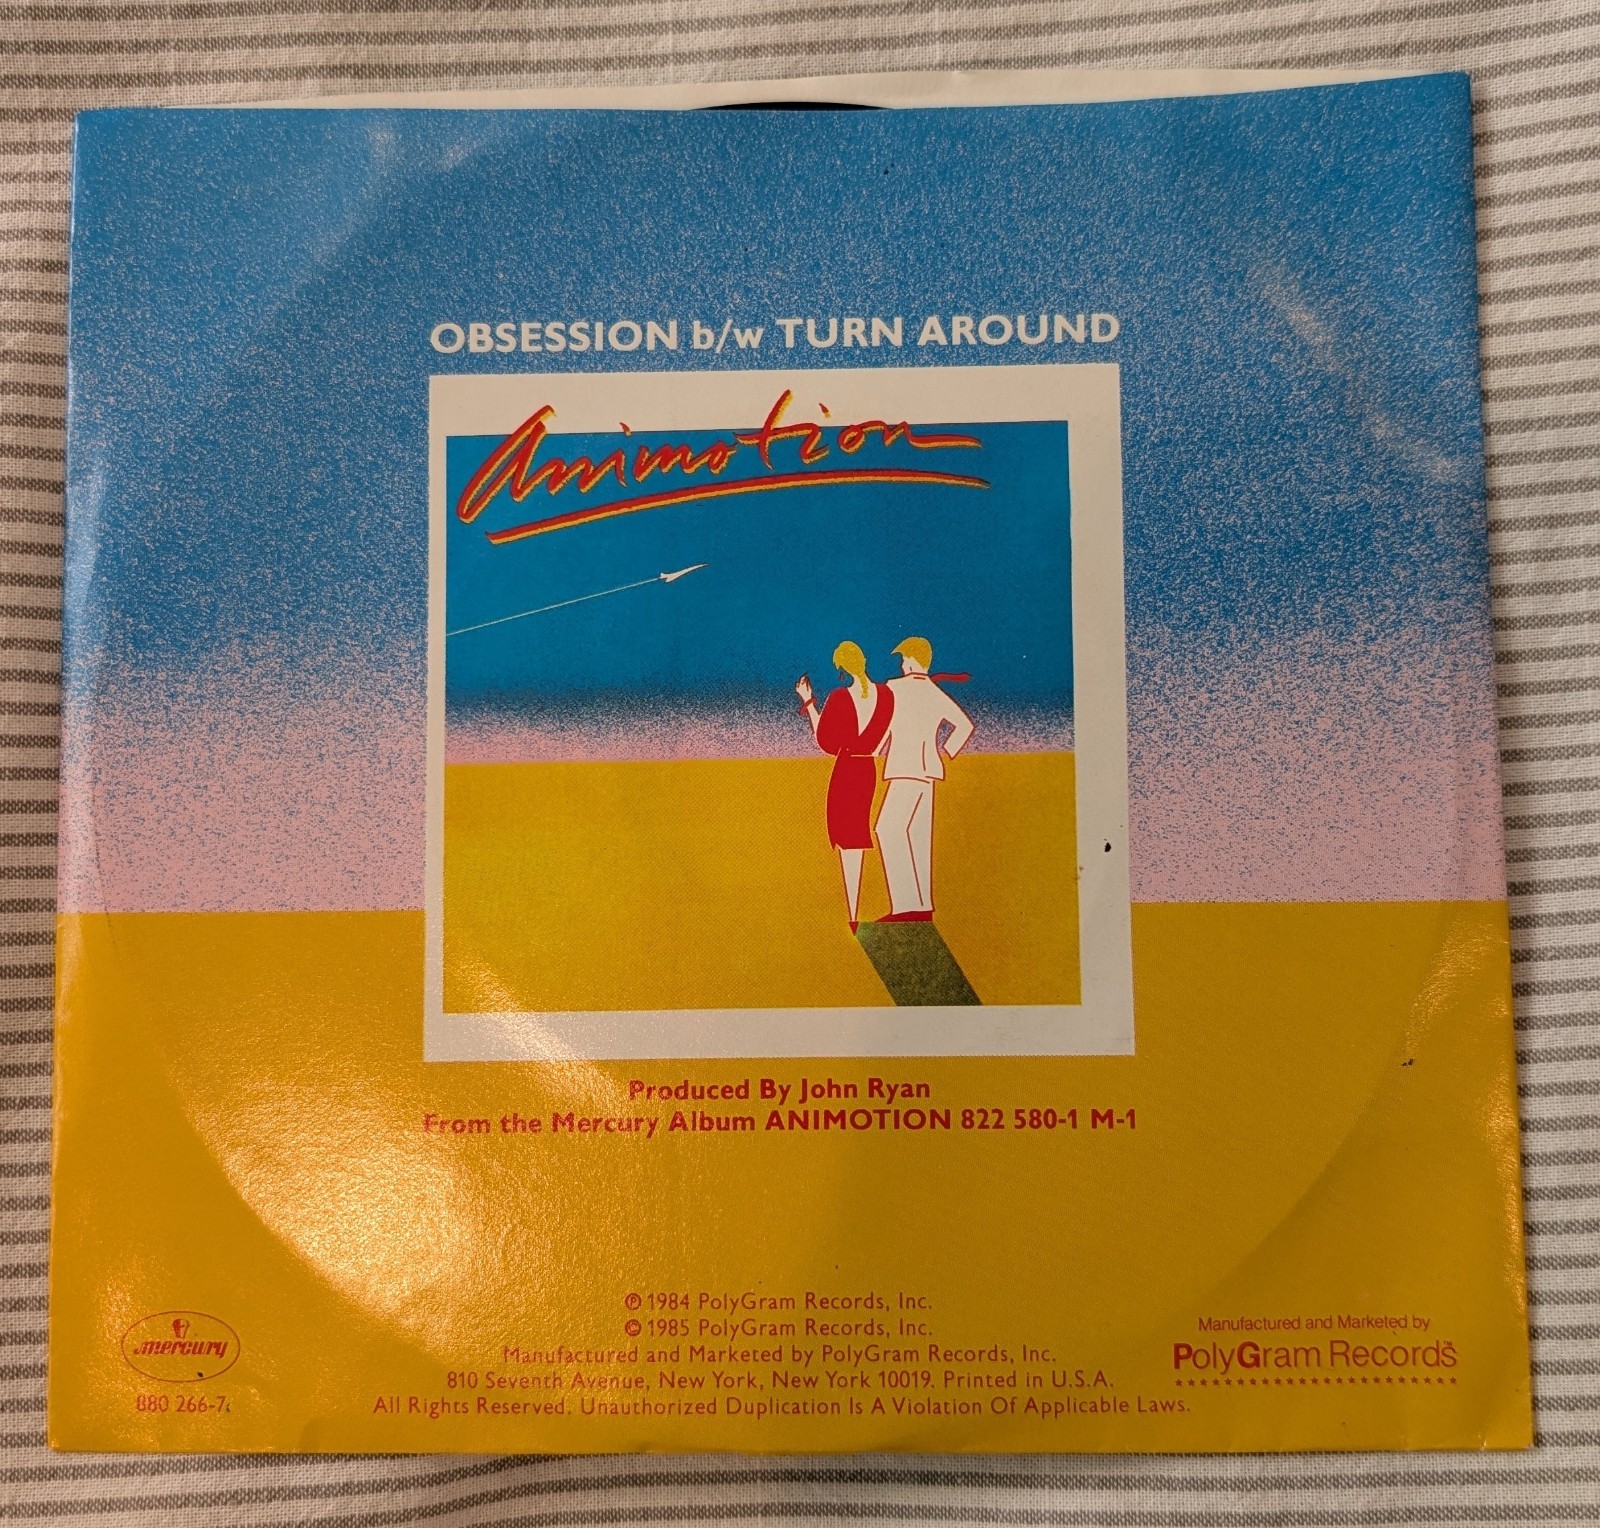 OBSESSION b/w TURN AROUND
Animotion
Produced By John Ryan
From the Mercury Album ANIMOTION 822 580-1 M-1
℗ 1984 PolyGram Records, Inc.
© 1985 PolyGram Records, Inc.
Manufactured and Marketed by PolyGram Records, Inc.
810 Seventh Avenue, New York, New York 10019. Printed in U.S.A.
All Rights Reserved. Unauthorized Duplication Is A Violation Of Applicable Laws.
mercury
880 266-7
Manufactured and Marketed by
PolyGram Records™